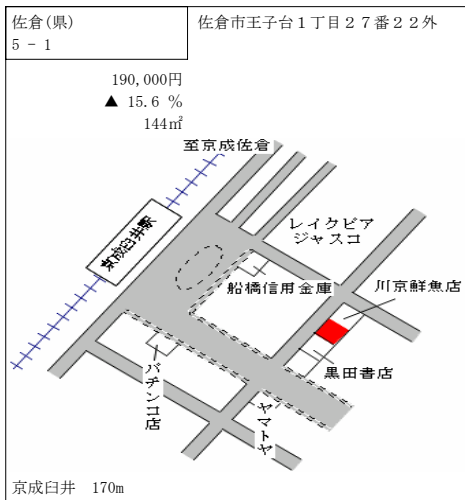 佐倉(県)
5 - 1
佐倉市王子台１丁目２７番２２外
190,000円
▲ 15.6 %
144㎡
至京成佐倉
京成臼井駅
レイクピア
ジャスコ
船橋信用金庫
川京鮮魚店
パチンコ店
黒田書店
ヤマトヤ
京成臼井　170m